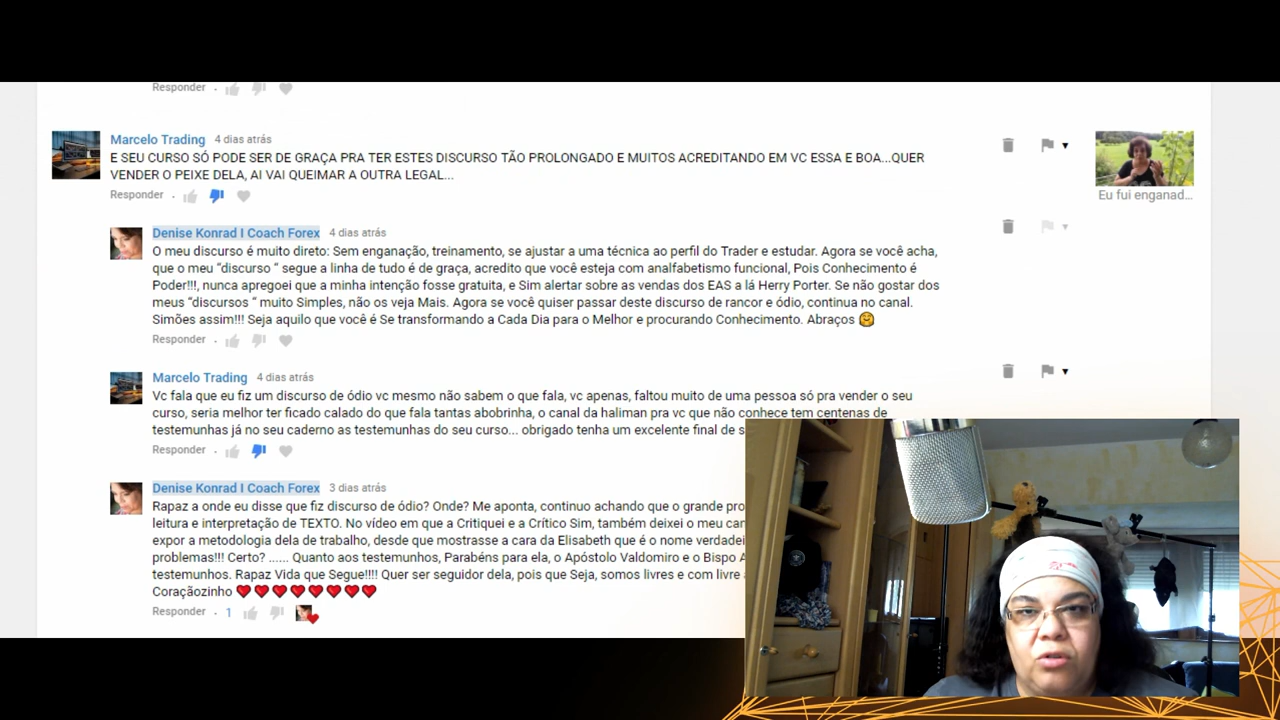 Responder
Marcelo Trading 4 dias atrás
E SEU CURSO SÓ PODE SER DE GRAÇA PRA TER ESTES DISCURSO TÃO PROLONGADO E MUITOS ACREDITANDO EM VC ESSA E BOA...QUER
VENDER O PEIXE DELA, AI VAI QUEIMAR A OUTRA LEGAL...
Responder
Eu fui enganad...
Denise Konrad I Coach Forex 4 dias atrás
O meu discurso é muito direto: Sem enganação, treinamento, se ajustar a uma técnica ao perfil do Trader e estudar. Agora se você acha,
que o meu "discurso " segue a linha de tudo é de graça, acredito que você esteja com analfabetismo funcional, Pois Conhecimento é
Poder!!!, nunca apregoei que a minha intenção fosse gratuita, e Sim alertar sobre as vendas dos EAS a lá Herry Porter. Se não gostar dos
meus "discursos " muito Simples, não os veja Mais. Agora se você quiser passar deste discurso de rancor e ódio, continua no canal.
Simões assim!!! Seja aquilo que você é Se transformando a Cada Dia para o Melhor e procurando Conhecimento. Abraços
Responder
Marcelo Trading 4 dias atrás
Vc fala que eu fiz um discurso de ódio vc mesmo não sabem o que fala, vc apenas, faltou muito de uma pessoa só pra vender o seu
curso, seria melhor ter ficado calado do que fala tantas abobrinha, o canal da haliman pra vc que não conhece tem centenas de
testemunhas já no seu caderno as testemunhas do seu curso... obrigado tenha um excelente final de
Responder
Denise Konrad I Coach Forex 3 dias atrás
Rapaz a onde eu disse que fiz discurso de ódio? Onde? Me aponta, continuo achando que o grande
leitura e interpretação de TEXTO. No vídeo em que a Critiquei e a Crítico Sim, também deixei o meu
expor a metodologia dela de trabalho, desde que mostrasse a cara da Elisabeth que é o nome
problemas!!! Certo? ...... Quanto aos testemunhos, Parabéns para ela, o Apóstolo Valdomiro e o Bispo
testemunhos. Rapaz Vida que Segue!!!! Quer ser seguidor dela, pois que Seja, somos livres e com livre
Coraçãozinho
Responder 1